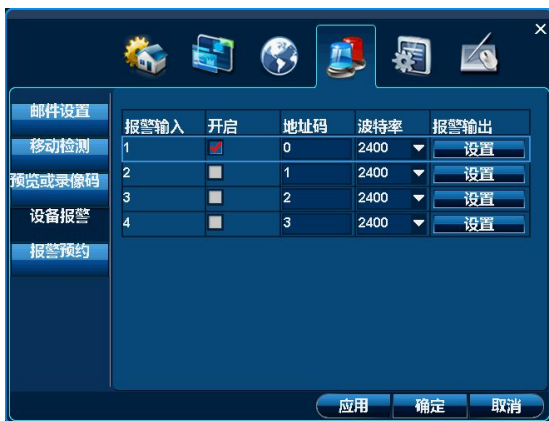 ×
邮件设置
移动检测
预览或录像码
设备报警
报警预约
报警输入 开启 地址码 波特率 报警输出
1 0 2400 设置
2 1 2400 设置
3 2 2400 设置
4 3 2400 设置
应用 确定 取消